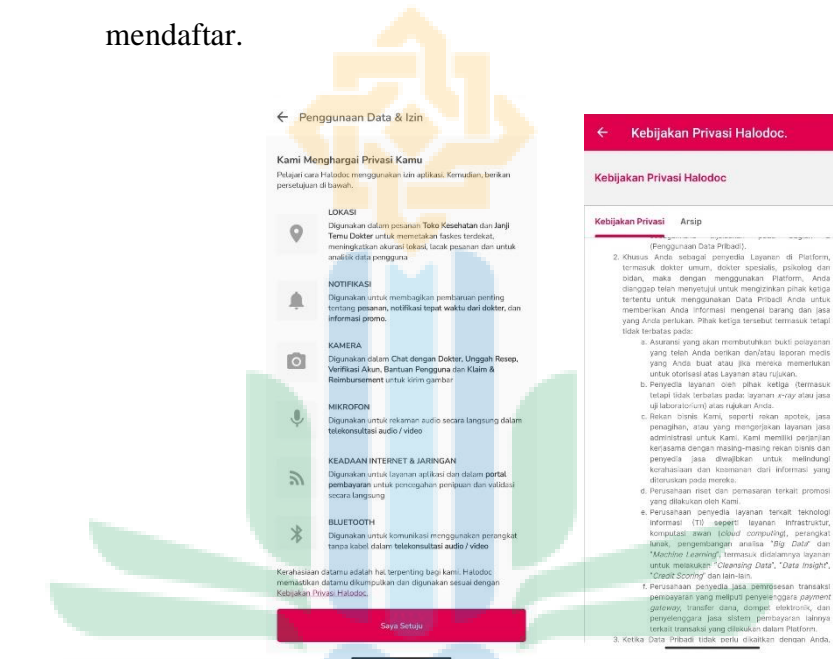 mendaftar.
← Penggunaan Data & Izin
Kami Menghargai Privasi Kamu
Pelajari cara Halodoc menggunakan izin aplikasi. Kemudian, berikan
persetujuan di bawah.
LOKASI
Digunakan dalam pesanan Toko Kesehatan dan Janji
Temu Dokter untuk memetakan faskes terdekat,
meningkatkan akurasi lokasi, lacak pesanan dan untuk
analitik data pengguna
NOTIFIKASI
Digunakan untuk membagikan pembaruan penting
tentang pesanan, notifikasi tepat waktu dari dokter, dan
informasi promo.
KAMERA
Digunakan dalam Chat dengan Dokter, Unggah Resep,
Verifikasi Akun, Bantuan Pengguna dan Klaim &
Reimbursement untuk kirim gambar
MIKROFON
Digunakan untuk rekaman audio secara langsung dalam
telekonsultasi audio / video
KEADAAN INTERNET & JARINGAN
Digunakan untuk layanan aplikasi dan dalam portal
pembayaran untuk pencegahan penipuan dan validasi
secara langsung
BLUETOOTH
Digunakan untuk komunikasi menggunakan perangkat
tanpa kabel dalam telekonsultasi audio / video
Kerahasiaan datamu adalah hal terpenting bagi kami. Halodoc
memastikan datamu dikumpulkan dan digunakan sesuai dengan
Kebijakan Privasi Halodoc.
Saya Setuju
← Kebijakan Privasi Halodoc.
Kebijakan Privasi Halodoc
Kebijakan Privasi Arsip
(Penggunaan Data Pribadi).
2. Khusus Anda sebagai penyedia Layanan di Platform,
termasuk dokter umum, dokter spesialis, psikolog dan
bidan, maka dengan menggunakan Platform, Anda
dianggap telah menyetujui untuk mengizinkan pihak ketiga
tertentu untuk menggunakan Data Pribadi Anda untuk
memberikan Anda informasi mengenai barang dan jasa
yang Anda perlukan. Pihak ketiga tersebut termasuk tetapi
tidak terbatas pada:
a. Asuransi yang akan membutuhkan bukti pelayanan
yang telah Anda berikan dan/atau laporan medis
yang Anda buat atau jika mereka memerlukan
untuk otorisasi atas Layanan atau rujukan.
b. Penyedia layanan oleh pihak ketiga (termasuk
tetapi tidak terbatas pada: layanan x-ray atau jasa
uji laboratorium) atas rujukan Anda.
c. Rekan bisnis Kami, seperti rekan apotek, jasa
penagihan, atau yang mengerjakan layanan jasa
administrasi untuk Kami. Kami memiliki perjanjian
kerjasama dengan masing-masing rekan bisnis dan
penyedia jasa diwajibkan untuk melindungi
kerahasiaan dan keamanan dari informasi yang
diteruskan pada mereka.
d. Perusahaan riset dan pemasaran terkait promosi
yang dilakukan oleh Kami.
e. Perusahaan penyedia layanan terkait teknologi
informasi (TI) seperti layanan infrastruktur,
komputasi awan (cloud computing), perangkat
lunak, pengembangan analisa "Big Data" dan
"Machine Learning", termasuk didalamnya layanan
untuk melakukan "Cleansing Data", "Data Insight",
"Credit Scoring" dan lain-lain.
f. Perusahaan penyedia jasa pemrosesan transaksi
pembayaran yang meliputi penyelenggara payment
gateway, transfer dana, dompet elektronik, dan
penyelenggara jasa sistem pembayaran lainnya
terkait transaksi yang dilakukan dalam Platform.
3. Ketika Data Pribadi tidak perlu dikaitkan dengan Anda,